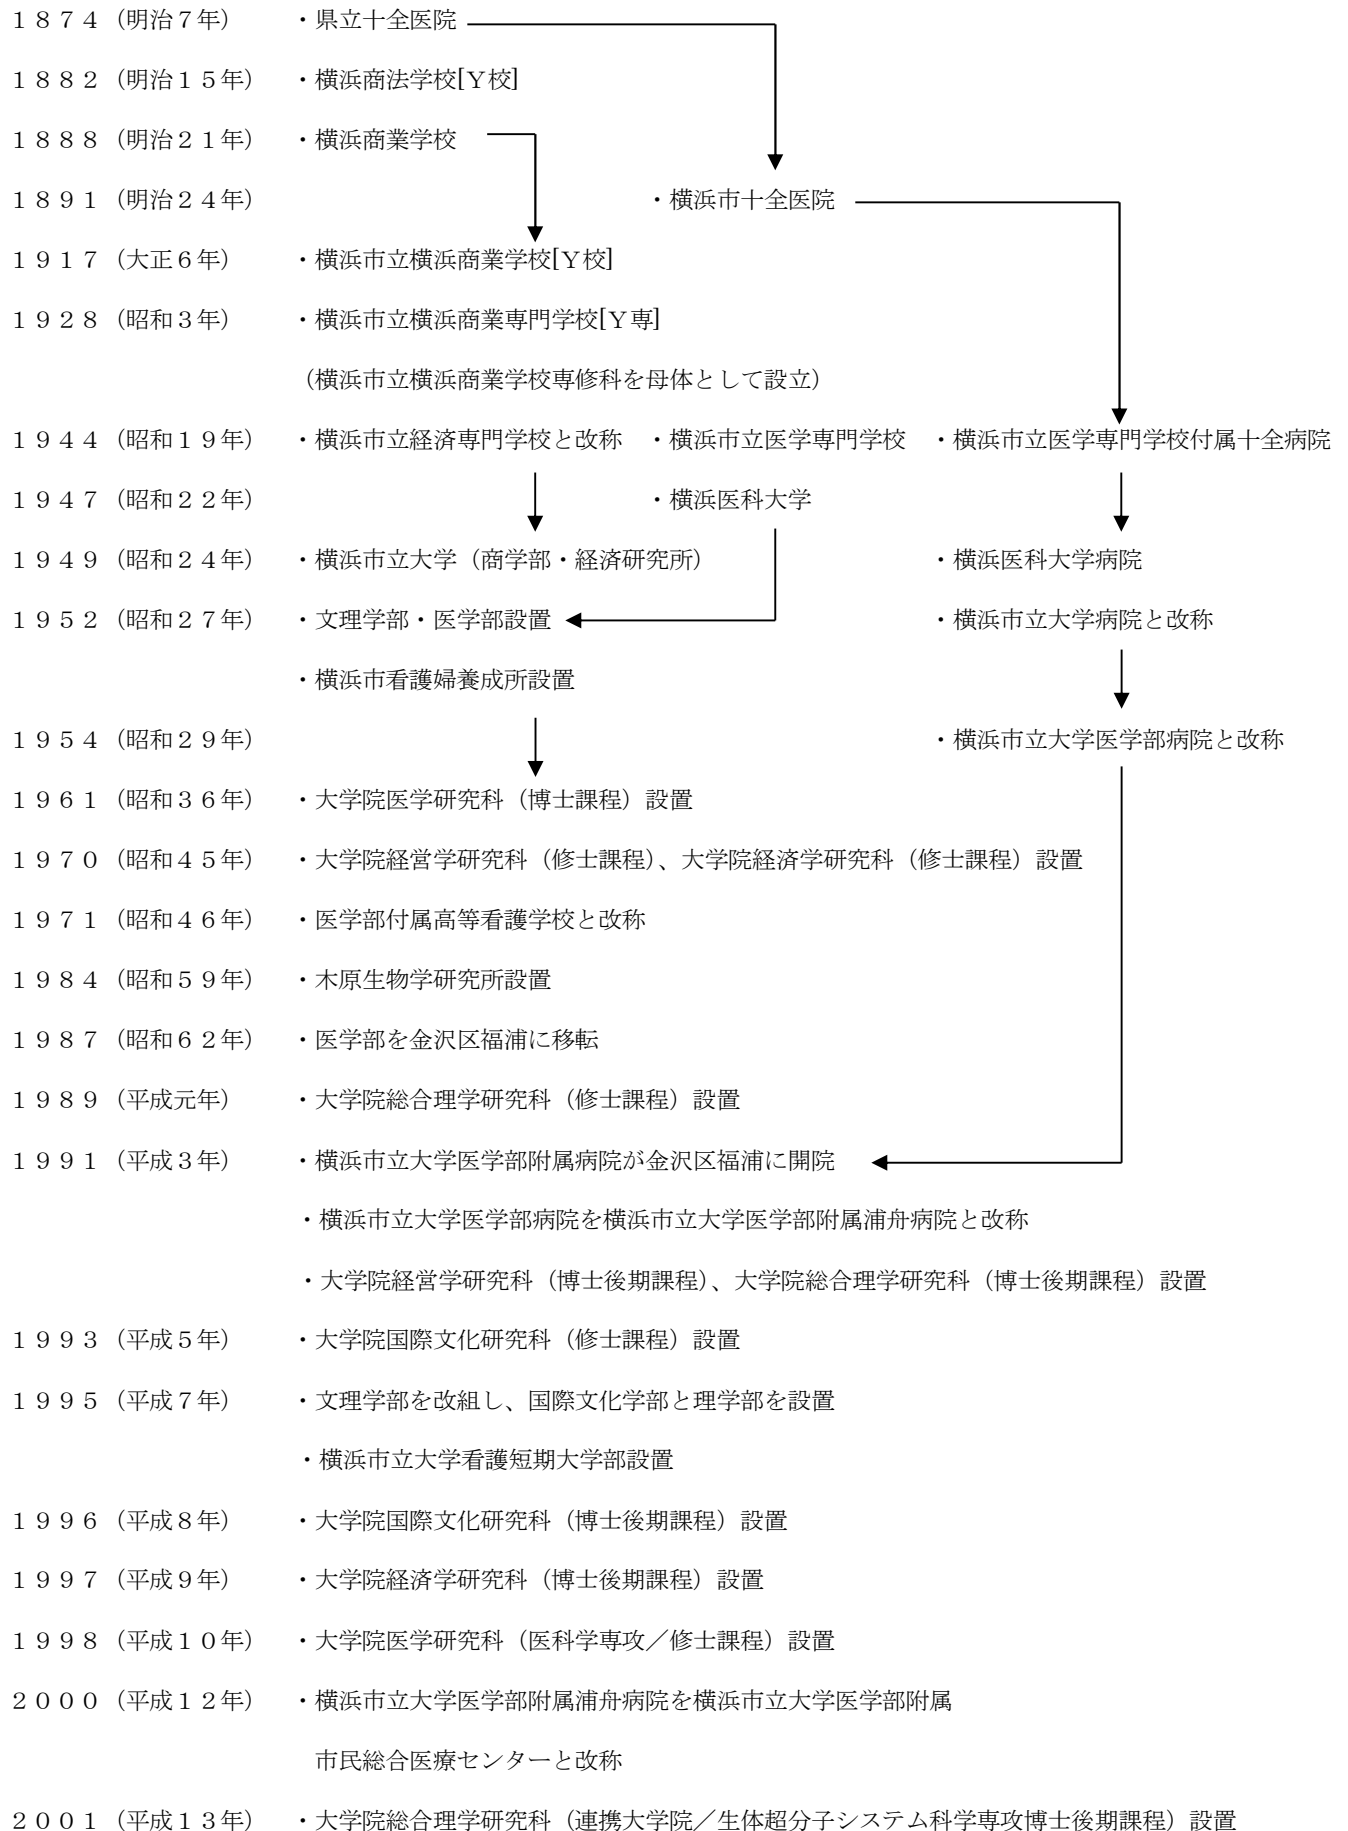 １８７４（明治７年）　・県立十全医院
１８８２（明治１５年）　・横浜商法学校[Ｙ校]
１８８８（明治２１年）　・横浜商業学校
１８９１（明治２４年）　・横浜市十全医院
１９１７（大正６年）　・横浜市立横浜商業学校[Ｙ校]
１９２８（昭和３年）　・横浜市立横浜商業専門学校[Ｙ専]
（横浜市立横浜商業学校専修科を母体として設立）
１９４４（昭和１９年）　・横浜市立経済専門学校と改称　・横浜市立医学専門学校　・横浜市立医学専門学校付属十全病院
１９４７（昭和２２年）　・横浜医科大学
１９４９（昭和２４年）　・横浜市立大学（商学部・経済研究所）　・横浜医科大学病院
１９５２（昭和２７年）　・文理学部・医学部設置　・横浜市立大学病院と改称
・横浜市看護婦養成所設置
１９５４（昭和２９年）　・横浜市立大学医学部病院と改称
１９６１（昭和３６年）　・大学院医学研究科（博士課程）設置
１９７０（昭和４５年）　・大学院経営学研究科（修士課程）、大学院経済学研究科（修士課程）設置
１９７１（昭和４６年）　・医学部付属高等看護学校と改称
１９８４（昭和５９年）　・木原生物学研究所設置
１９８７（昭和６２年）　・医学部を金沢区福浦に移転
１９８９（平成元年）　・大学院総合理学研究科（修士課程）設置
１９９１（平成３年）　・横浜市立大学医学部附属病院が金沢区福浦に開院
・横浜市立大学医学部病院を横浜市立大学医学部附属浦舟病院と改称
・大学院経営学研究科（博士後期課程）、大学院総合理学研究科（博士後期課程）設置
１９９３（平成５年）　・大学院国際文化研究科（修士課程）設置
１９９５（平成７年）　・文理学部を改組し、国際文化学部と理学部を設置
・横浜市立大学看護短期大学部設置
１９９６（平成８年）　・大学院国際文化研究科（博士後期課程）設置
１９９７（平成９年）　・大学院経済学研究科（博士後期課程）設置
１９９８（平成１０年）　・大学院医学研究科（医科学専攻／修士課程）設置
２０００（平成１２年）　・横浜市立大学医学部附属浦舟病院を横浜市立大学医学部附属
市民総合医療センターと改称
２００１（平成１３年）　・大学院総合理学研究科（連携大学院／生体超分子システム科学専攻博士後期課程）設置